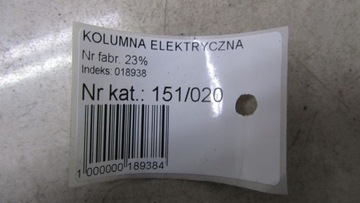 KOLUMNA ELEKTRYCZNA
Nr fabr. 23%
Indeks: 018938
Nr kat.: 151/020
1 000000 189384